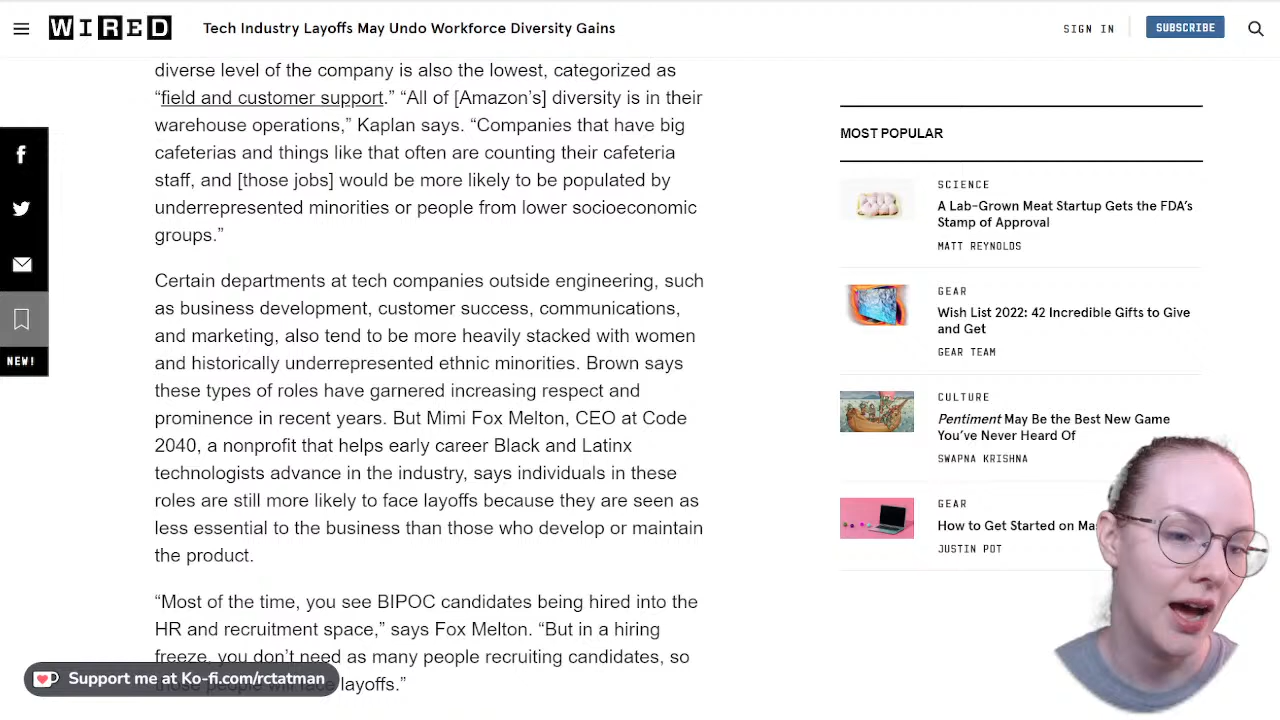 WIRED
Tech Industry Layoffs May Undo Workforce Diversity Gains
SIGN IN
SUBSCRIBE
diverse level of the company is also the lowest, categorized as
“field and customer support.” “All of [Amazon’s] diversity is in their
warehouse operations,” Kaplan says. “Companies that have big
cafeterias and things like that often are counting their cafeteria
staff, and [those jobs] would be more likely to be populated by
underrepresented minorities or people from lower socioeconomic
groups.”
Certain departments at tech companies outside engineering, such
as business development, customer success, communications,
and marketing, also tend to be more heavily stacked with women
and historically underrepresented ethnic minorities. Brown says
these types of roles have garnered increasing respect and
prominence in recent years. But Mimi Fox Melton, CEO at Code
2040, a nonprofit that helps early career Black and Latinx
technologists advance in the industry, says individuals in these
roles are still more likely to face layoffs because they are seen as
less essential to the business than those who develop or maintain
the product.
“Most of the time, you see BIPOC candidates being hired into the
HR and recruitment space,” says Fox Melton. “But in a hiring
freeze, you don’t need as many people recruiting candidates, so
those people will face layoffs.”
NEW!
Support me at Ko-fi.com/rctatman
MOST POPULAR
SCIENCE
A Lab-Grown Meat Startup Gets the FDA’s
Stamp of Approval
MATT REYNOLDS
GEAR
Wish List 2022: 42 Incredible Gifts to Give
and Get
GEAR TEAM
CULTURE
Pentiment May Be the Best New Game
You’ve Never Heard Of
SWAPNA KRISHNA
GEAR
How to Get Started on
JUSTIN POT